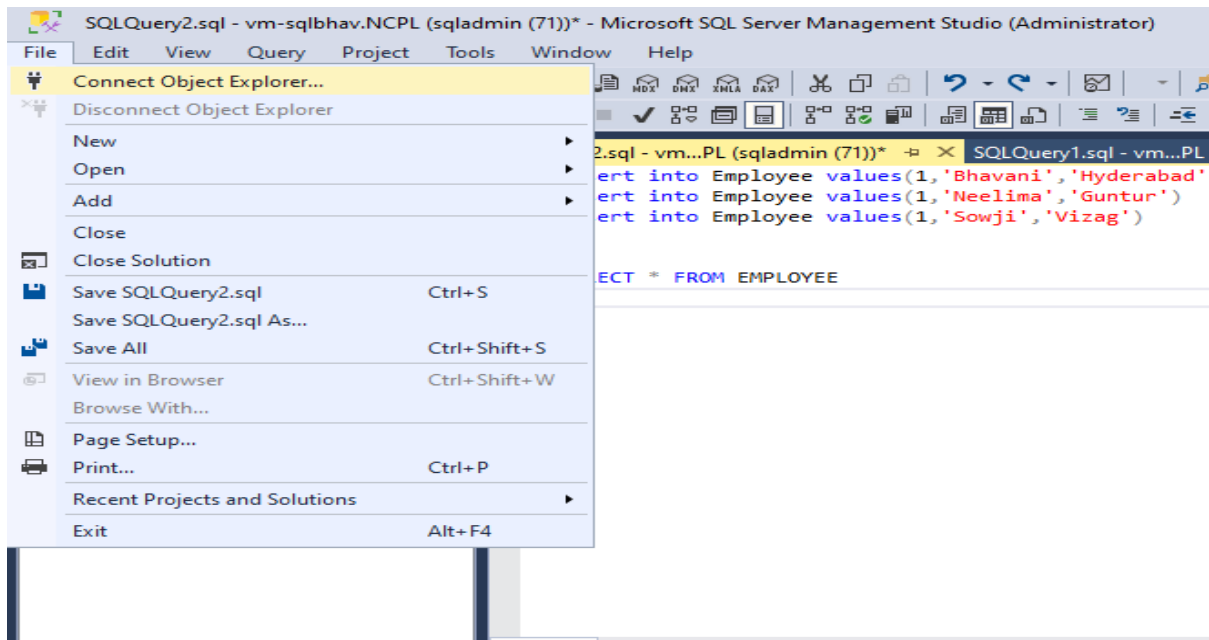 SQLQuery2.sql - vm-sqlbhav.NCPL (sqladmin (71))* - Microsoft SQL Server Management Studio (Administrator)
File Edit View Query Project Tools Window Help
Connect Object Explorer...
MDX DMX XMLA DAX
Disconnect Object Explorer
New
2.sql - vm...PL (sqladmin (71))* SQLQuery1.sql - vm...PL
Open
ert into Employee values(1,'Bhavani','Hyderabad'
Add
ert into Employee values(1,'Neelima','Guntur')
ert into Employee values(1,'Sowji','Vizag')
Close
Close Solution
ECT * FROM EMPLOYEE
Save SQLQuery2.sql Ctrl+S
Save SQLQuery2.sql As...
Save All Ctrl+Shift+S
View in Browser Ctrl+Shift+W
Browse With...
Page Setup...
Print... Ctrl+P
Recent Projects and Solutions
Exit Alt+F4